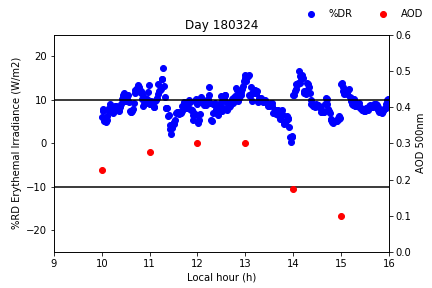 %DR AOD
Day 180324
%RD Erythemal Irradiance (W/m2)
20
10
0
−10
−20
0.6
0.5
0.4
0.3
0.2
0.1
0.0
AOD 500nm
9 10 11 12 13 14 15 16
Local hour (h)